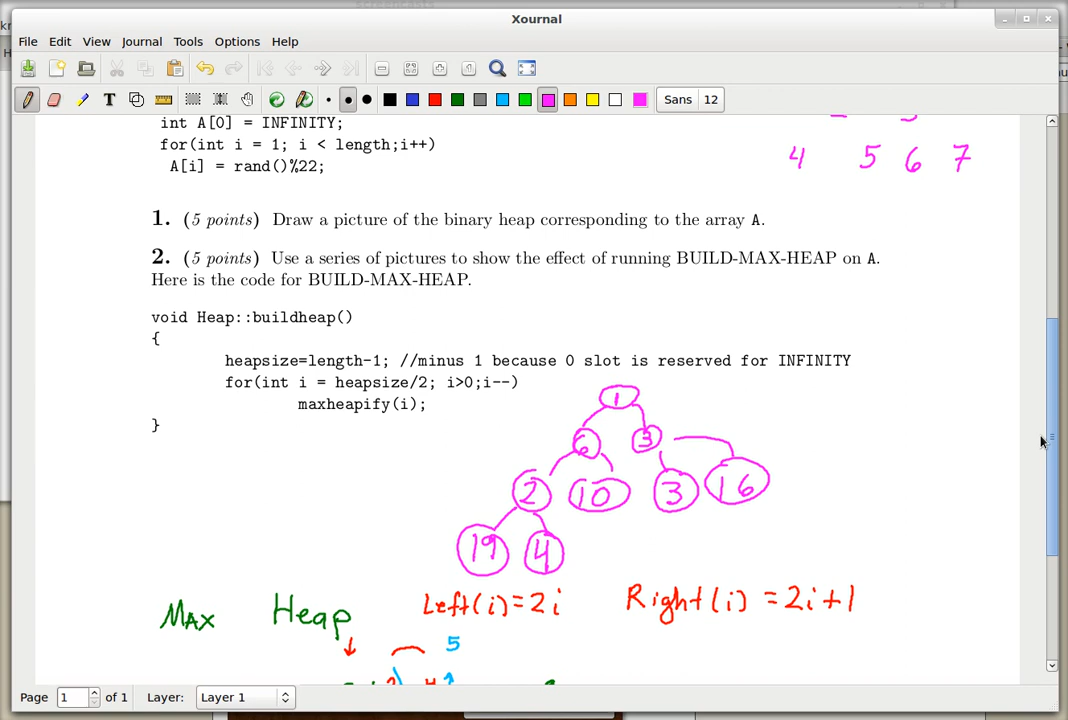 screencasts
Xournal
File Edit View Journal Tools Options Help
Sans 12
int A[0] = INFINITY;
for(int i = 1; i < length;i++)
A[i] = rand()%22;
4 5 6 7
1. (5 points) Draw a picture of the binary heap corresponding to the array A.
2. (5 points) Use a series of pictures to show the effect of running BUILD-MAX-HEAP on A.
Here is the code for BUILD-MAX-HEAP.
void Heap::buildheap()
{
heapsize=length-1; //minus 1 because 0 slot is reserved for INFINITY
for(int i = heapsize/2; i>0;i--)
maxheapify(i);
}
1
6 3
2 10 3 16
19 4
Max Heap Left(i)=2i Right(i) =2i+1
5
Page 1 of 1 Layer: Layer 1